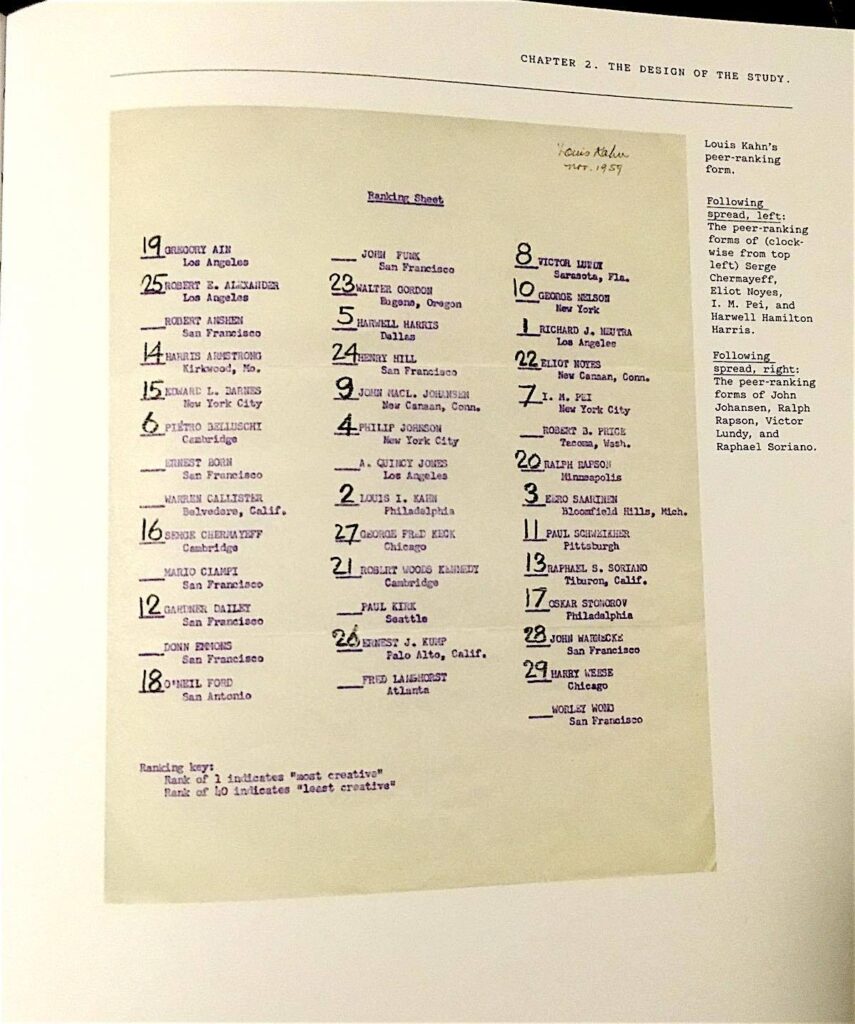 CHAPTER 2. THE DESIGN OF THE STUDY.
Louis Kahn
Nov. 1959
Ranking Sheet
19 GREGORY AIN
Los Angeles
25 ROBERT E. ALEXANDER
Los Angeles
___ ROBERT ANSHEN
San Francisco
14 HARRIS ARMSTRONG
Kirkwood, Mo.
15 EDWARD L. BARNES
New York City
6 PIETRO BELLUSCHI
Cambridge
___ ERNEST BORN
San Francisco
___ WARREN CALLISTER
Belvedere, Calif.
16 SERGE CHERMAYEFF
Cambridge
___ MARIO CIAMPI
San Francisco
12 GARDNER DAILEY
San Francisco
___ DONN EMMONS
San Francisco
18 O'NEIL FORD
San Antonio
___ JOHN FUNK
San Francisco
23 WALTER GORDON
Eugene, Oregon
5 HARWELL HARRIS
Dallas
24 HENRY HILL
San Francisco
9 JOHN MACL. JOHANSEN
New Canaan, Conn.
4 PHILIP JOHNSON
New York City
___ A. QUINCY JONES
Los Angeles
2 LOUIS I. KAHN
Philadelphia
27 GEORGE FRED KECK
Chicago
21 ROBERT WOODS KENNEDY
Cambridge
___ PAUL KIRK
Seattle
26 ERNEST J. KUMP
Palo Alto, Calif.
___ FRED LANGHORST
Atlanta
8 VICTOR LUNDY
Sarasota, Fla.
10 GEORGE NELSON
New York
1 RICHARD J. NEUTRA
Los Angeles
22 ELIOT NOYES
New Canaan, Conn.
7 I. M. PEI
New York City
___ ROBERT B. PRICE
Tacoma, Wash.
20 RALPH RAPSON
Minneapolis
3 EERO SAARINEN
Bloomfield Hills, Mich.
11 PAUL SCHWEIKHER
Pittsburgh
13 RAPHAEL S. SORIANO
Tiburon, Calif.
17 OSKAR STONOROV
Philadelphia
28 JOHN WARNECKE
San Francisco
29 HARRY WEESE
Chicago
___ WORLEY WONG
San Francisco
Ranking key:
Rank of 1 indicates "most creative"
Rank of 40 indicates "least creative"
Louis Kahn's
peer-ranking
form.
Following
spread, left:
The peer-ranking
forms of (clock-
wise from top
left) Serge
Chermayeff,
Eliot Noyes,
I. M. Pei, and
Harwell Hamilton
Harris.
Following
spread, right:
The peer-ranking
forms of John
Johansen, Ralph
Rapson, Victor
Lundy, and
Raphael Soriano.